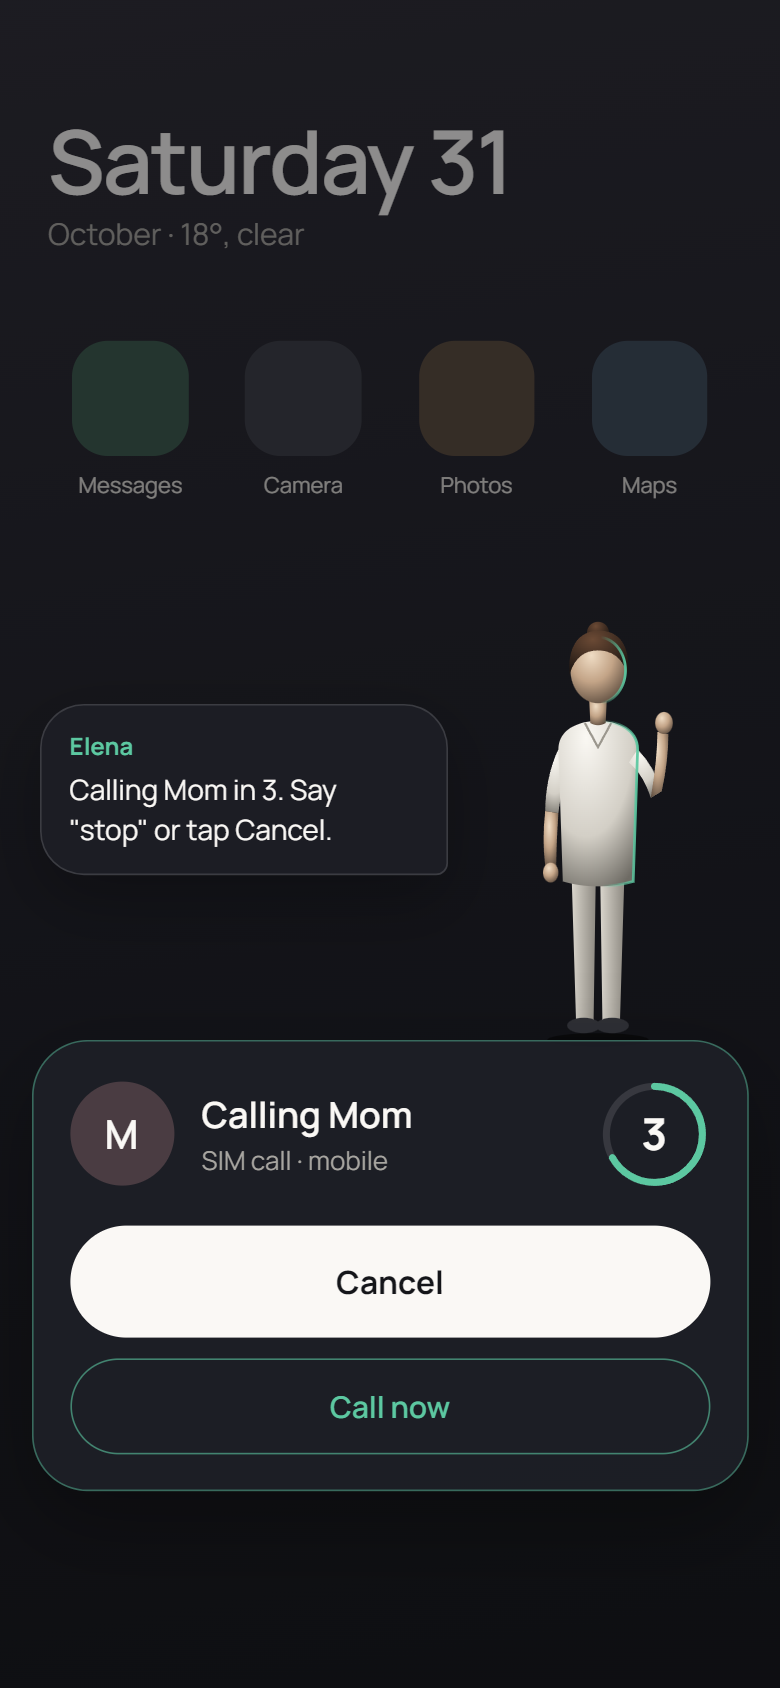 Saturday 31
October · 18°, clear
Messages
Camera
Photos
Maps
Elena
Calling Mom in 3. Say
"stop" or tap Cancel.
M
Calling Mom
SIM call · mobile
3
Cancel
Call now